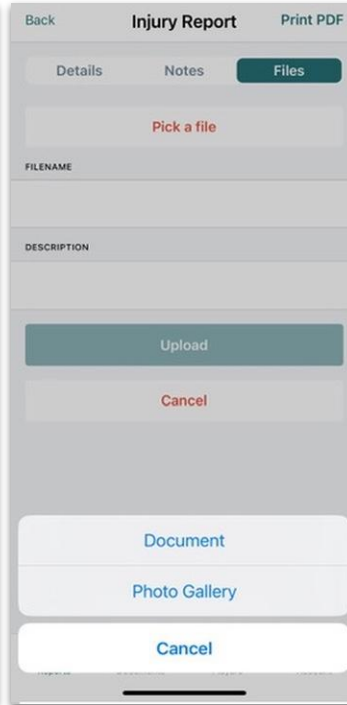 Back Injury Report Print PDF
Details Notes Files
Pick a file
FILENAME
DESCRIPTION
Upload
Cancel
Document
Photo Gallery
Cancel